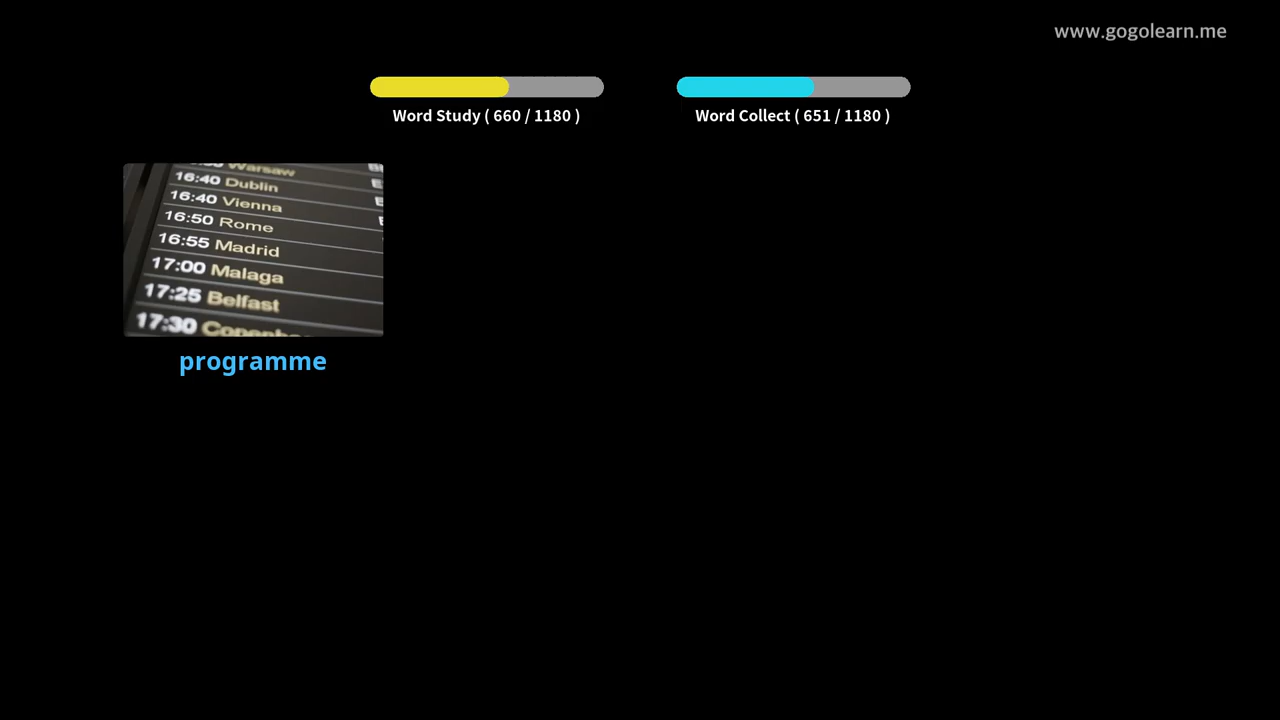 www.gogolearn.me
Word Study ( 660 / 1180 )
Word Collect ( 651 / 1180 )
Warsaw
16:40 Dublin
16:40 Vienna
16:50 Rome
16:55 Madrid
17:00 Malaga
17:25 Belfast
17:30
programme